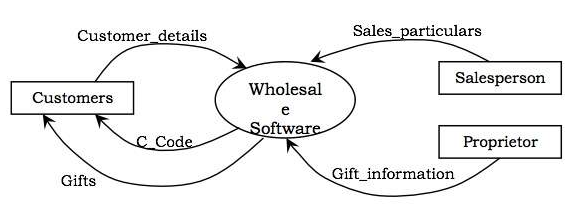 Customer_details
Sales_particulars
Customers
Wholesal
e
Software
Salesperson
C_Code
Proprietor
Gifts
Gift_information